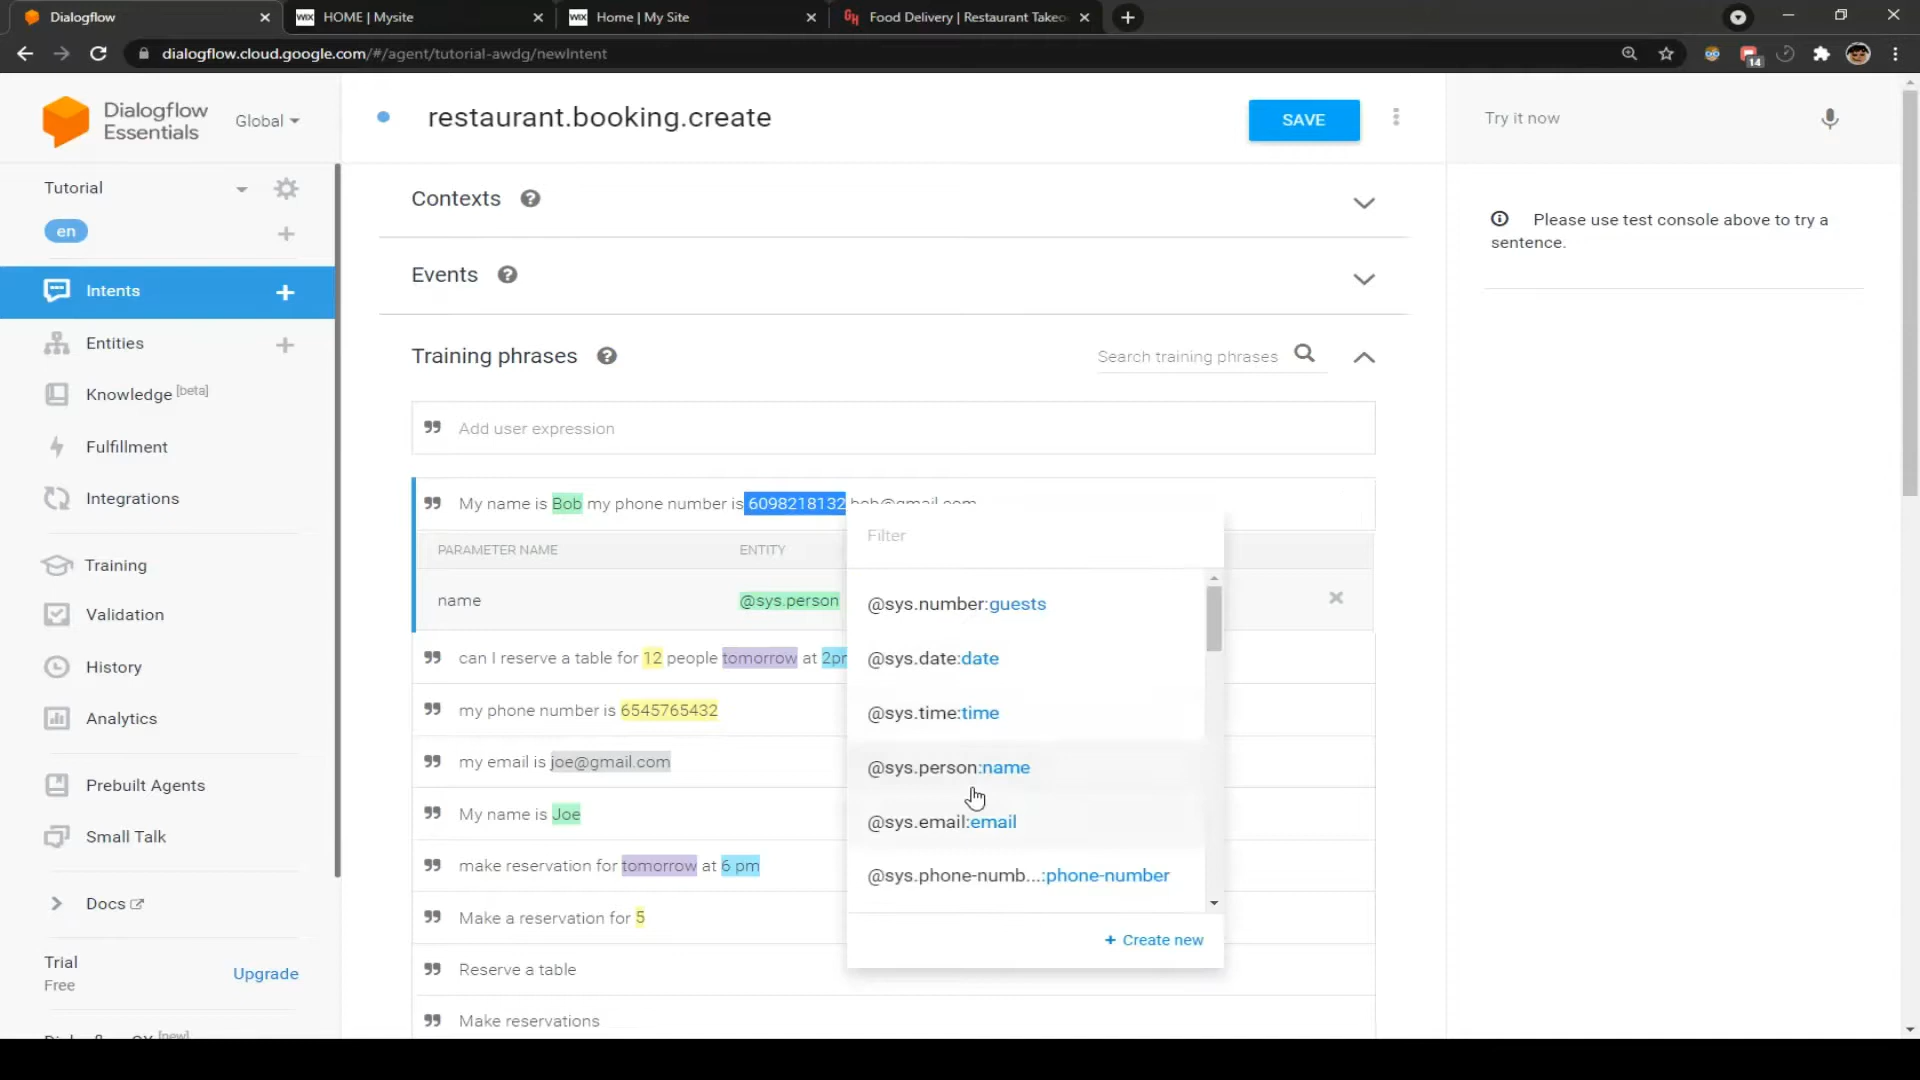 Dialogflow
HOME | Mysite
Home | My Site
Food Delivery | Restaurant Takeo
dialogflow.cloud.google.com/#/agent/tutorial-awdg/newIntent
14
Dialogflow
Essentials
Global
restaurant.booking.create
SAVE
Try it now
Tutorial
en
Contexts
Please use test console above to try a
sentence.
Events
Intents
Entities
Knowledge [beta]
Fulfillment
Integrations
Training
Validation
History
Analytics
Prebuilt Agents
Small Talk
Docs
Trial
Free
Upgrade
Training phrases
Search training phrases
Add user expression
My name is Bob my phone number is 6098218132 bob@gmail.com
PARAMETER NAME ENTITY
name @sys.person
can I reserve a table for 12 people tomorrow at 2pm
my phone number is 6545765432
my email is joe@gmail.com
My name is Joe
make reservation for tomorrow at 6 pm
Make a reservation for 5
Reserve a table
Make reservations
Filter
@sys.number:guests
@sys.date:date
@sys.time:time
@sys.person:name
@sys.email:email
@sys.phone-numb...:phone-number
+ Create new